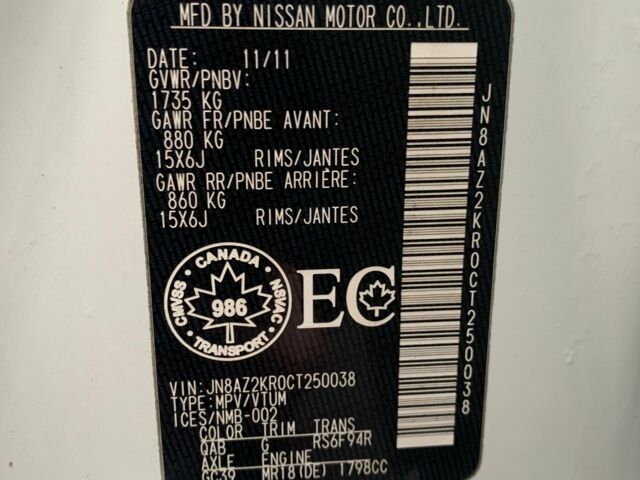 MFD BY NISSAN MOTOR CO.,LTD.
DATE: 11/11
GVWR/PNBV:
1735 KG
GAWR FR/PNBE AVANT:
880 KG
15X6J RIMS/JANTES
GAWR RR/PNBE ARRIÈRE:
860 KG
15X6J RIMS/JANTES
CANADA
CMVSS
986
NSVAC
TRANSPORT
EC
VIN: JN8AZ2KR0CT250038
TYPE: MPV/VTUM
ICES/NMB-002
COLOR TRIM TRANS
QAB G RS6F94R
AXLE ENGINE
GC39 MR18(DE) 1798CC
JN8AZ2KR0CT250038